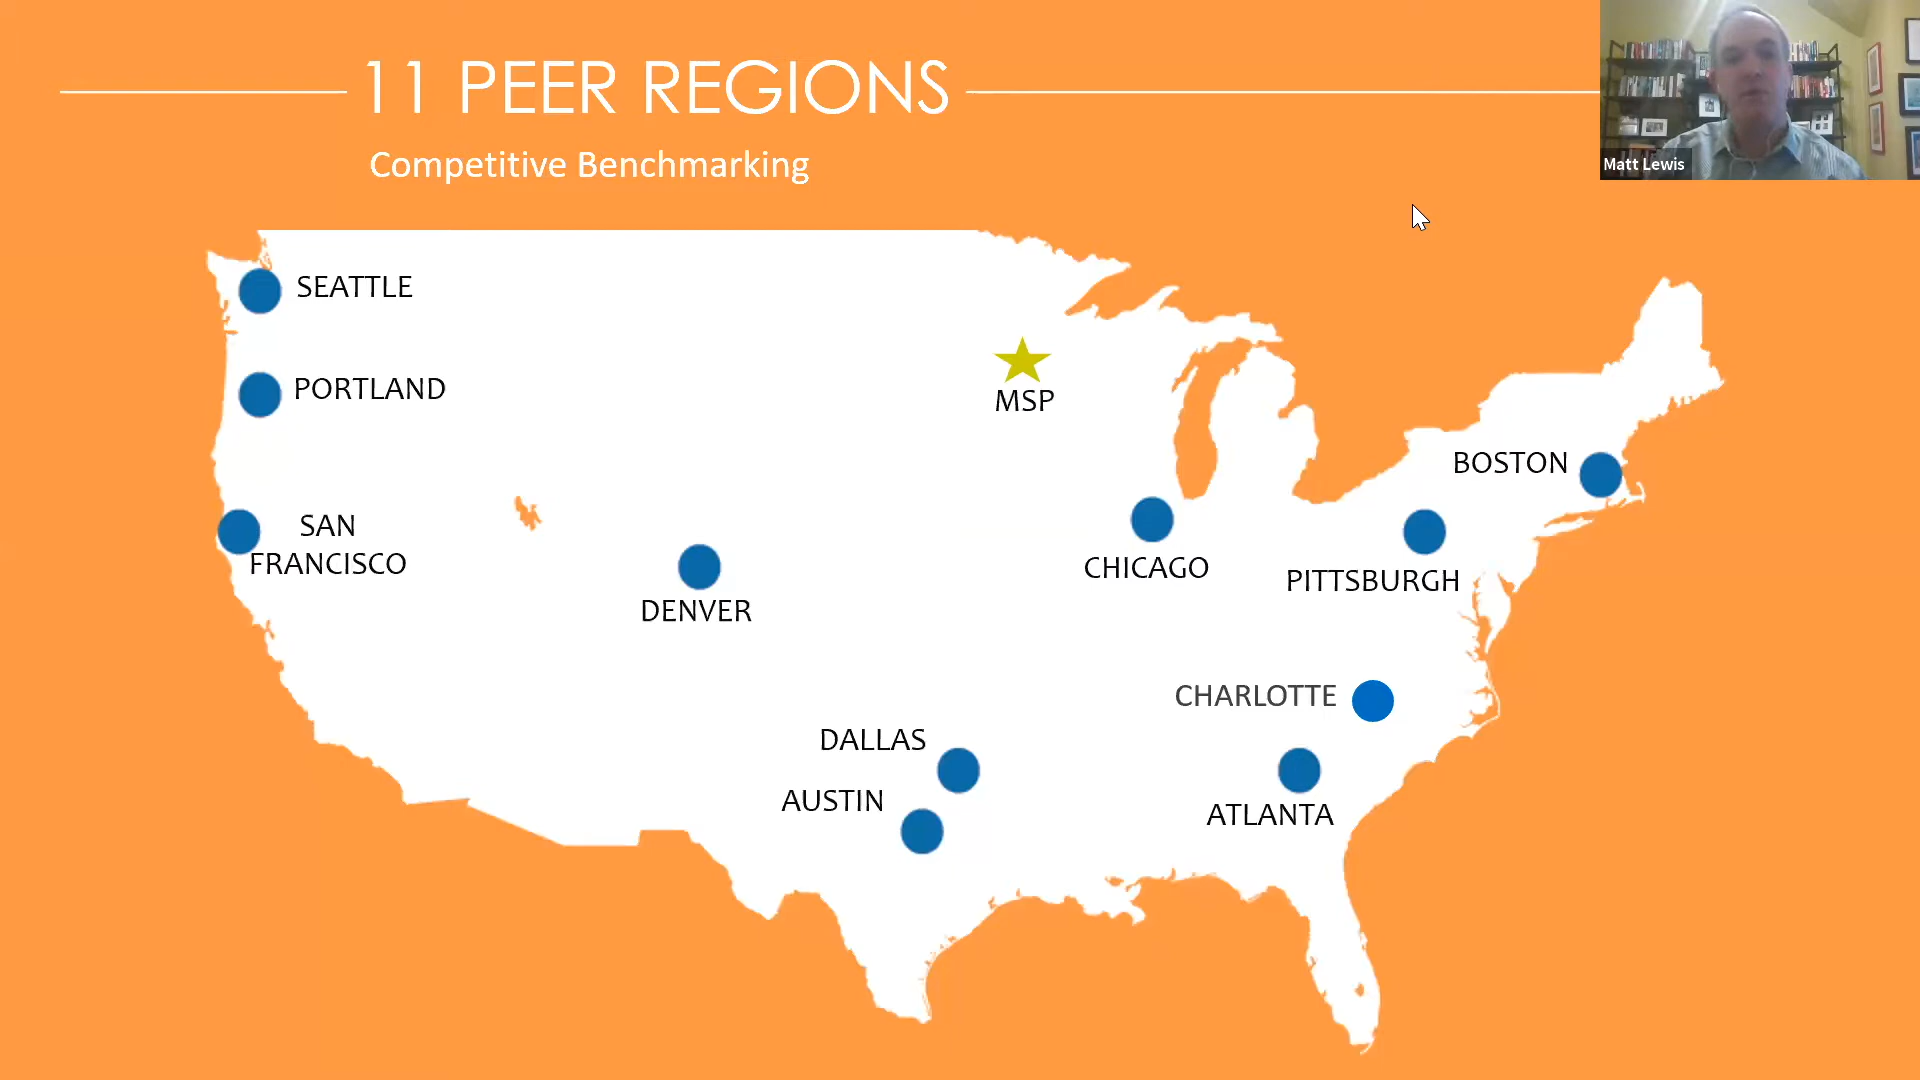 11 PEER REGIONS
Competitive Benchmarking
Matt Lewis
SEATTLE
PORTLAND
MSP
BOSTON
SAN
FRANCISCO
CHICAGO
PITTSBURGH
DENVER
CHARLOTTE
DALLAS
AUSTIN
ATLANTA